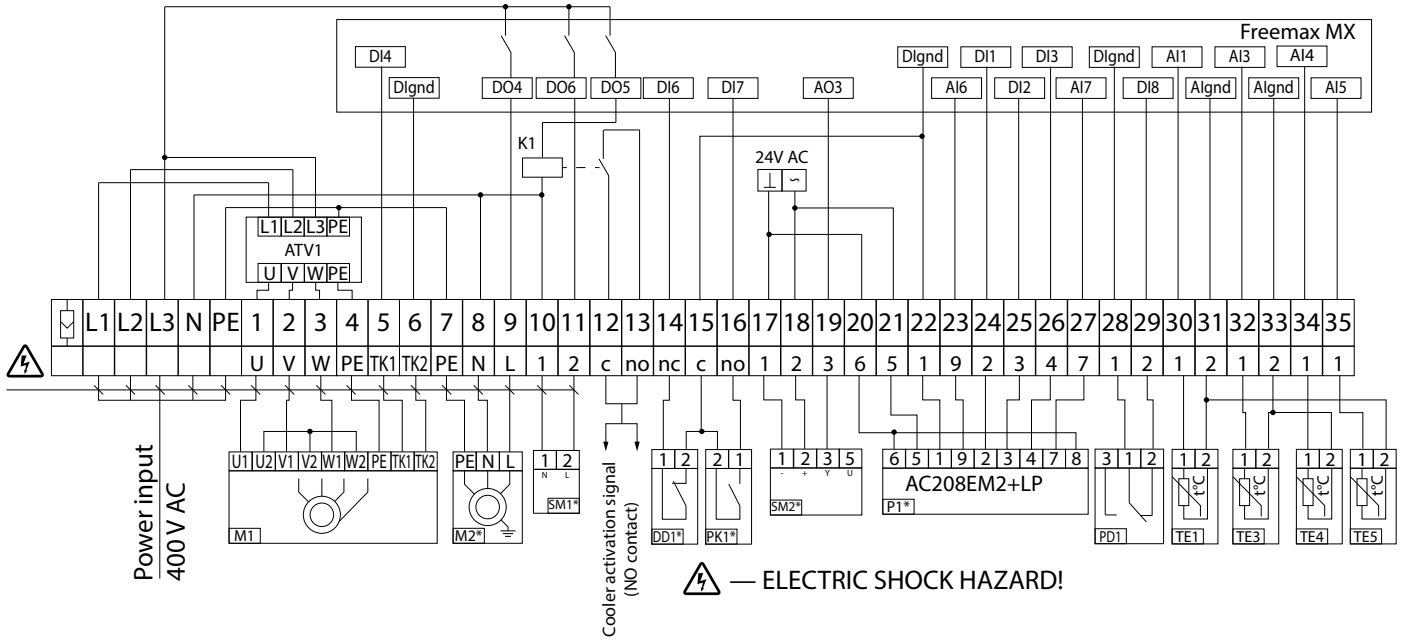 Freemax MX
DI4 DIgnd DI1 DI3 DIgnd AI1 AI3 AI4
DIgnd DO4 DO6 DO5 DI6 DI7 AO3 AI6 DI2 AI7 DI8 AIgnd AIgnd AI5
K1
24V AC
⊥ ~
L1 L2 L3 PE
ATV1
U V W PE
L1 L2 L3 N PE 1 2 3 4 5 6 7 8 9 10 11 12 13 14 15 16 17 18 19 20 21 22 23 24 25 26 27 28 29 30 31 32 33 34 35
U V W PE TK1 TK2 PE N L 1 2 c no nc c no 1 2 3 6 5 1 9 2 3 4 7 1 2 1 2 1 2 1 1
Power input
400 V AC
U1 U2 V1 V2 W1 W2 PE TK1 TK2
M1
PE N L
M2*
1 2
N L
SM1*
Cooler activation signal
(NO contact)
1 2
DD1*
2 1
PK1*
1 2 3 5
- + Y U
SM2*
6 5 1 9 2 3 4 7 8
AC208EM2+LP
P1*
3 1 2
PD1
1 2
t°C
TE1
1 2
t°C
TE3
1 2
t°C
TE4
1 2
t°C
TE5
— ELECTRIC SHOCK HAZARD!